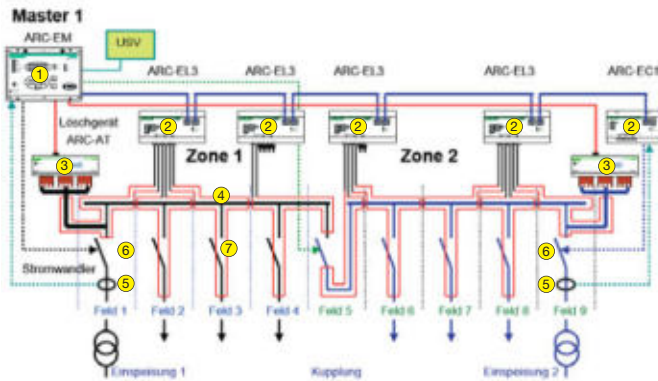 Master 1
ARC-EM
USV
ARC-EL3
ARC-EL3
ARC-EL3
ARC-EL3
ARC-EC1
1
2
2
2
2
2
Löschgerät
ARC-AT
Zone 1
Zone 2
3
3
4
6
7
6
Stromwandler
5
5
Feld 1
Feld 2
Feld 3
Feld 4
Feld 5
Feld 6
Feld 7
Feld 8
Feld 9
Einspeisung 1
Kupplung
Einspeisung 2